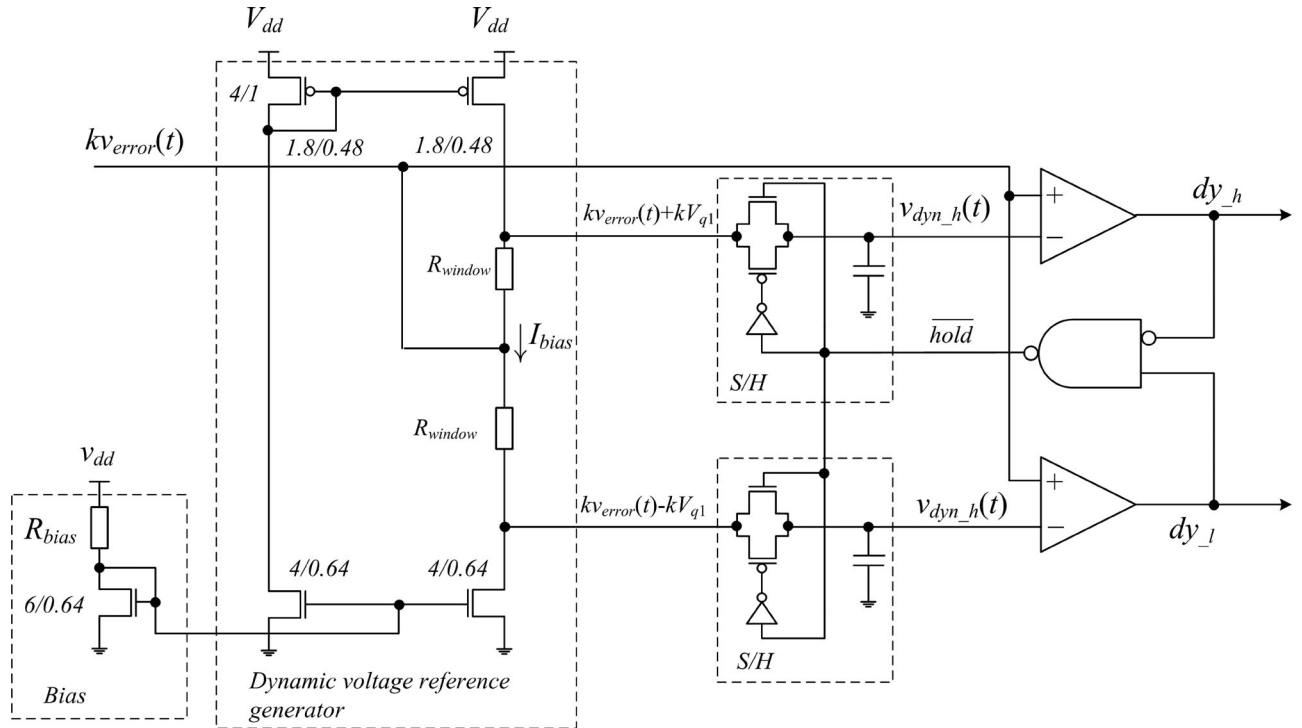 V_dd
V_dd
4/1
kv_error(t)
1.8/0.48
1.8/0.48
kv_error(t)+kV_q1
v_dyn_h(t)
+
−
dy_h
R_window
I_bias
S/H
\overline{hold}
R_window
v_dd
kv_error(t)-kV_q1
v_dyn_h(t)
+
−
dy_l
R_bias
6/0.64
4/0.64
4/0.64
S/H
Bias
Dynamic voltage reference
generator